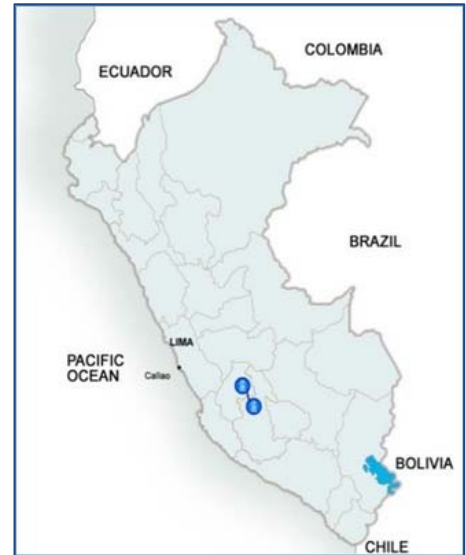 COLOMBIA
ECUADOR
BRAZIL
LIMA
PACIFIC
OCEAN
Callao
BOLIVIA
CHILE